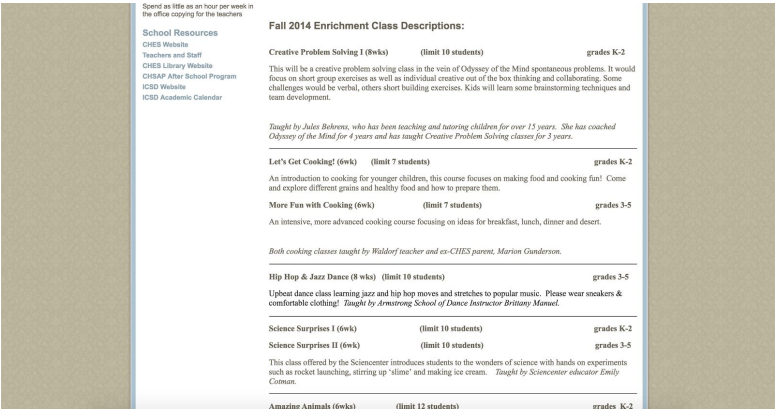 Spend as little as an hour per week in
the office copying for the teachers
School Resources
CHES Website
Teachers and Staff
CHES Library Website
CHSAP After School Program
ICSD Website
ICSD Academic Calendar
Fall 2014 Enrichment Class Descriptions:
Creative Problem Solving I (8wks) (limit 10 students) grades K-2
This will be a creative problem solving class in the vein of Odyssey of the Mind spontaneous problems. It would
focus on short group exercises as well as individual creative out of the box thinking and collaborating. Some
challenges would be verbal, others short building exercises. Kids will learn some brainstorming techniques and
team development.
Taught by Jules Behrens, who has been teaching and tutoring children for over 15 years. She has coached
Odyssey of the Mind for 4 years and has taught Creative Problem Solving classes for 3 years.
Let's Get Cooking! (6wk) (limit 7 students) grades K-2
An introduction to cooking for younger children, this course focuses on making food and cooking fun! Come
and explore different grains and healthy food and how to prepare them.
More Fun with Cooking (6wk) (limit 7 students) grades 3-5
An intensive, more advanced cooking course focusing on ideas for breakfast, lunch, dinner and desert.
Both cooking classes taught by Waldorf teacher and ex-CHES parent, Marion Gunderson.
Hip Hop & Jazz Dance (8 wks) (limit 10 students) grades 3-5
Upbeat dance class learning jazz and hip hop moves and stretches to popular music. Please wear sneakers &
comfortable clothing! Taught by Armstrong School of Dance Instructor Brittany Manuel.
Science Surprises I (6wk) (limit 10 students) grades K-2
Science Surprises II (6wk) (limit 10 students) grades 3-5
This class offered by the Sciencenter introduces students to the wonders of science with hands on experiments
such as rocket launching, stirring up 'slime' and making ice cream. Taught by Sciencenter educator Emily
Cotman.
Amazing Animals (6wks) (limit 12 students) grades K-2